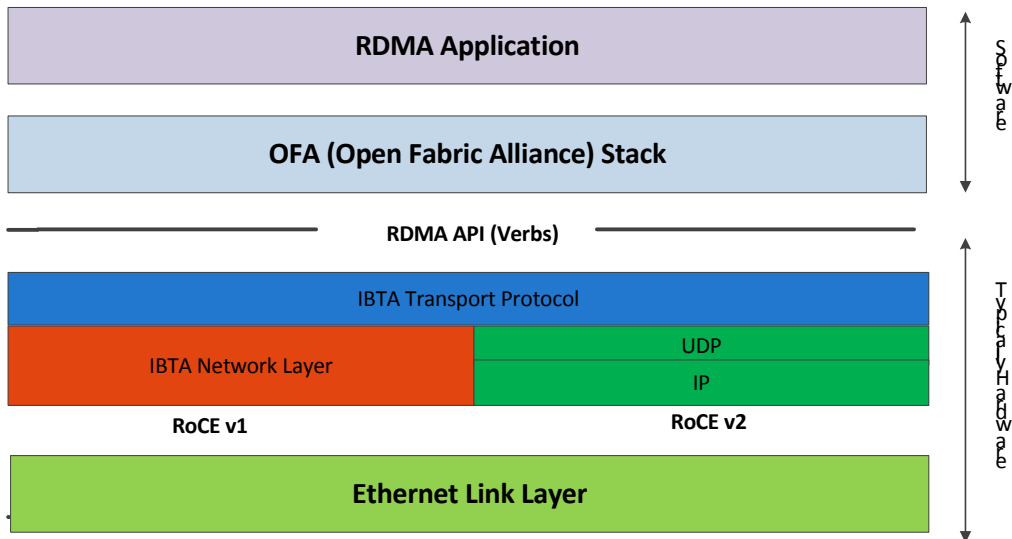 RDMA Application
Software
OFA (Open Fabric Alliance) Stack
RDMA API (Verbs)
IBTA Transport Protocol
IBTA Network Layer
UDP
IP
RoCE v1
RoCE v2
Typically Hardware
Ethernet Link Layer